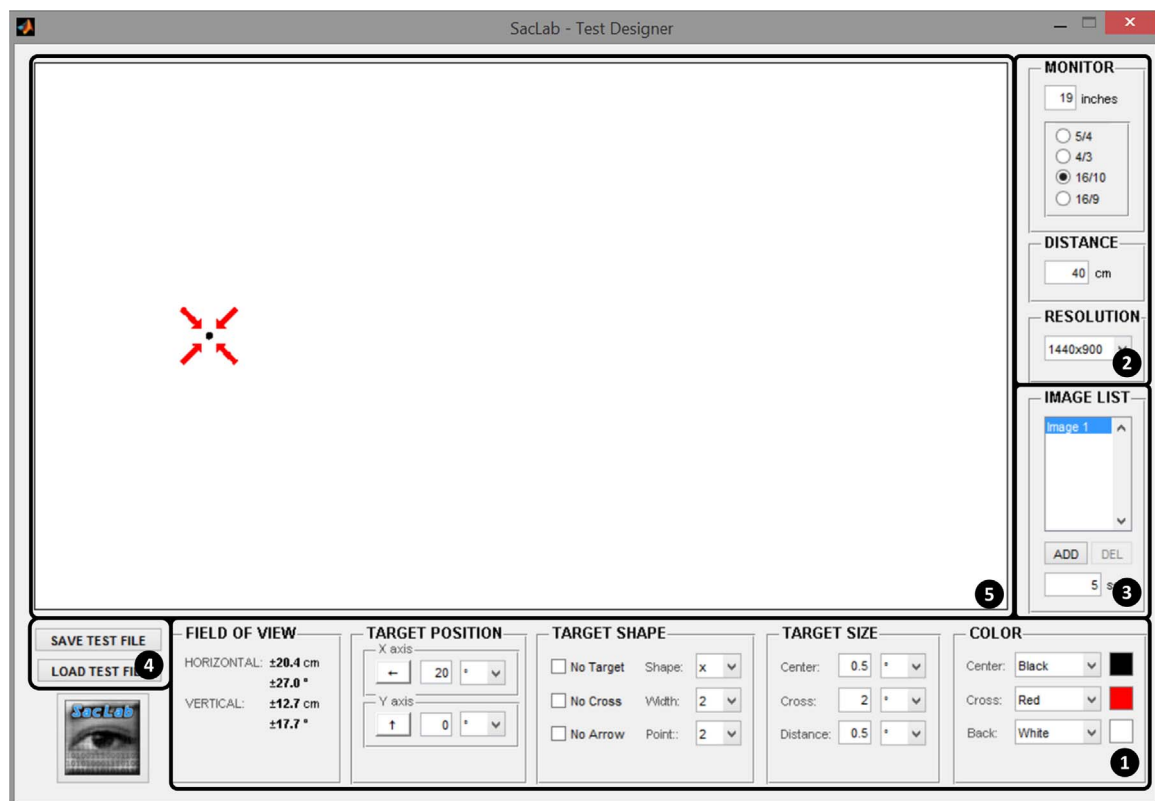 SacLab - Test Designer
MONITOR
19 inches
5/4
4/3
16/10
16/9
DISTANCE
40 cm
RESOLUTION
1440x900
2
IMAGE LIST
Image 1
ADD DEL
5
3
5
SAVE TEST FILE
LOAD TEST
4
SacLab
FIELD OF VIEW
HORIZONTAL: ±20.4 cm
±27.0 °
VERTICAL: ±12.7 cm
±17.7 °
TARGET POSITION
X axis
← 20 °
Y axis
↑ 0 °
TARGET SHAPE
No Target Shape: x
No Cross Width: 2
No Arrow Point:: 2
TARGET SIZE
Center: 0.5 °
Cross: 2 °
Distance: 0.5 °
COLOR
Center: Black
Cross: Red
Back: White
1